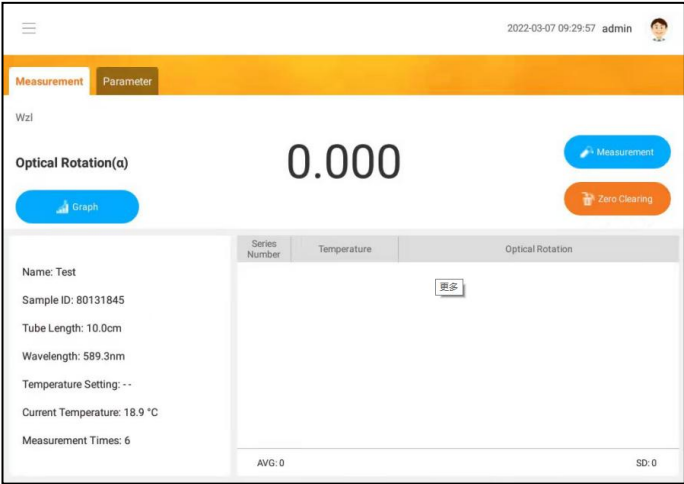 2022-03-07 09:29:57 admin
Measurement Parameter
Wzl
Optical Rotation(α) 0.000 Measurement
Graph Zero Clearing
Series Number Temperature Optical Rotation
更多
Name: Test
Sample ID: 80131845
Tube Length: 10.0cm
Wavelength: 589.3nm
Temperature Setting: - -
Current Temperature: 18.9 °C
Measurement Times: 6
AVG: 0 SD: 0